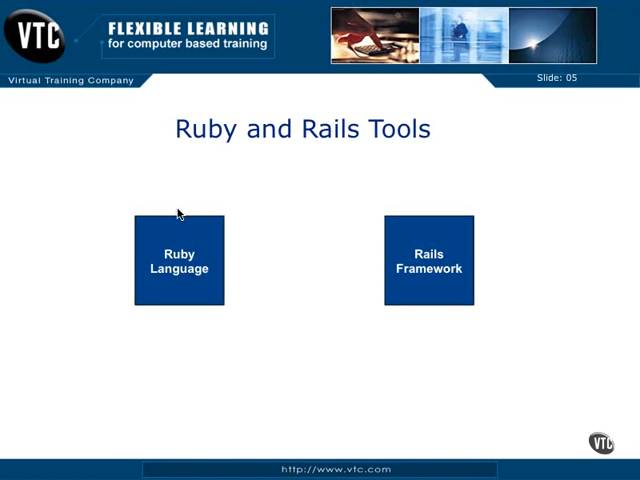 VTC
FLEXIBLE LEARNING
for computer based training
Virtual Training Company
Slide: 05
Ruby and Rails Tools
Ruby
Language
Rails
Framework
VTC
http://www.vtc.com